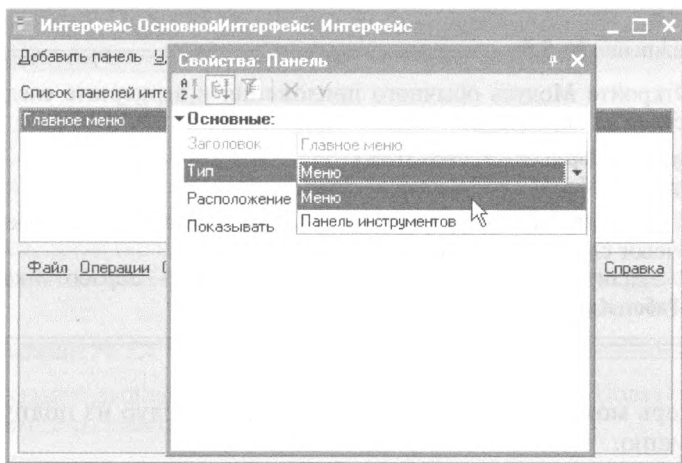 Интерфейс ОсновнойИнтерфейс: Интерфейс
Добавить панель
Свойства: Панель
Список панелей инте
Главное меню
Основные:
Заголовок Главное меню
Тип Меню
Расположение Меню
Показывать Панель инструментов
Файл Операции Справка